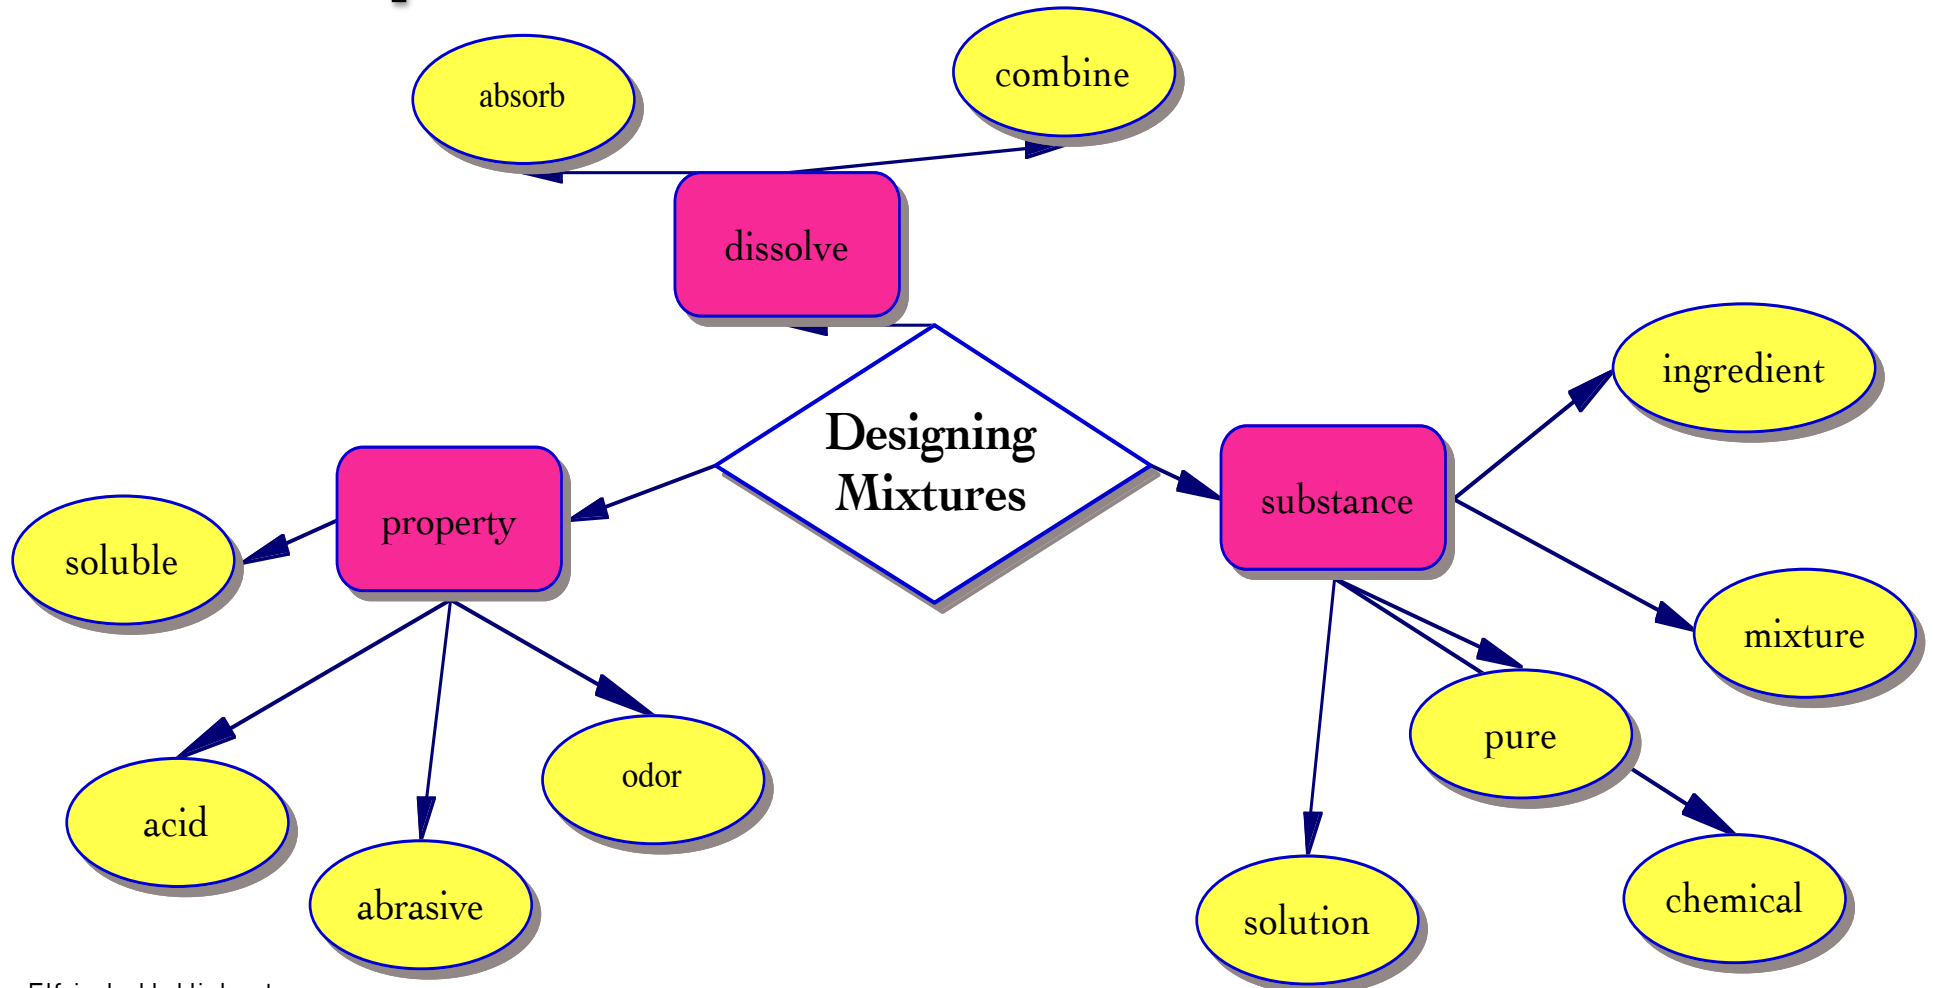 absorb
combine
dissolve
ingredient
Designing
Mixtures
substance
property
soluble
mixture
pure
odor
acid
abrasive
chemical
solution